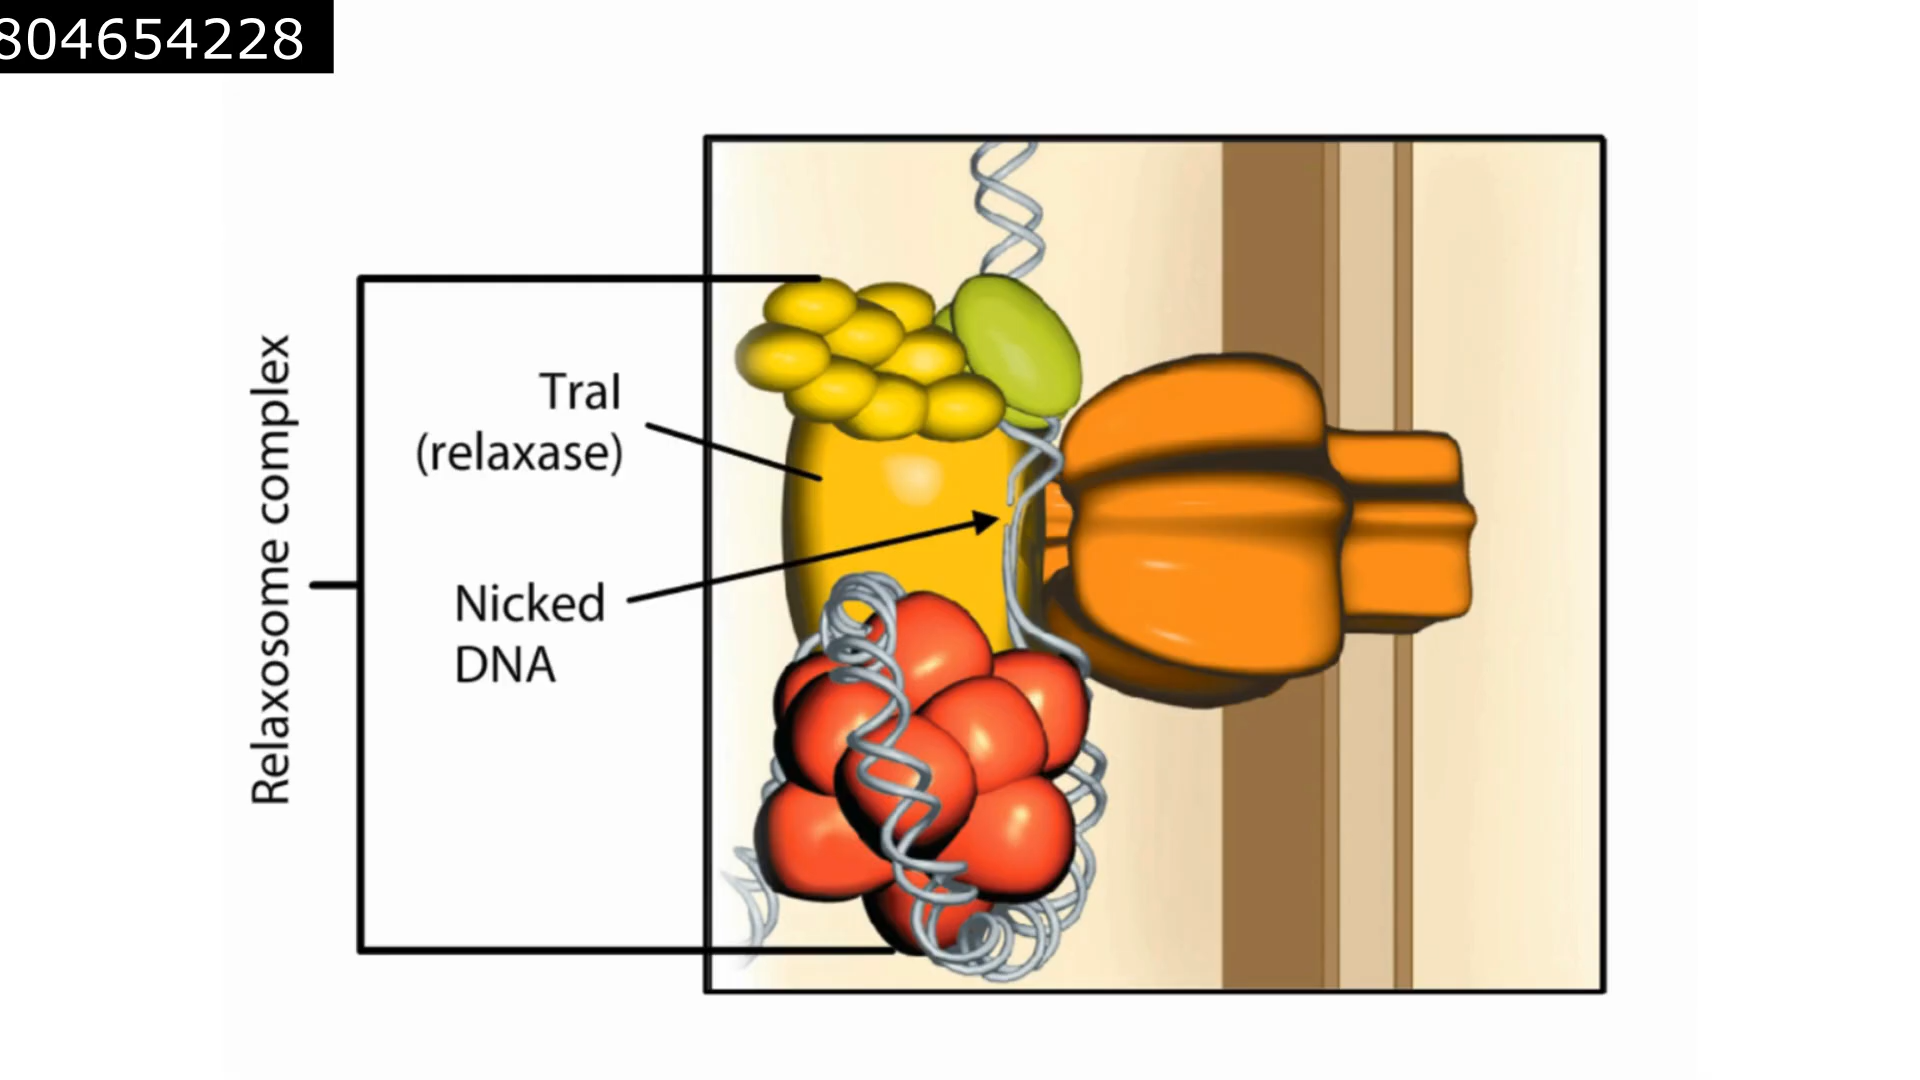 804654228
Relaxosome complex
TraI
(relaxase)
Nicked
DNA